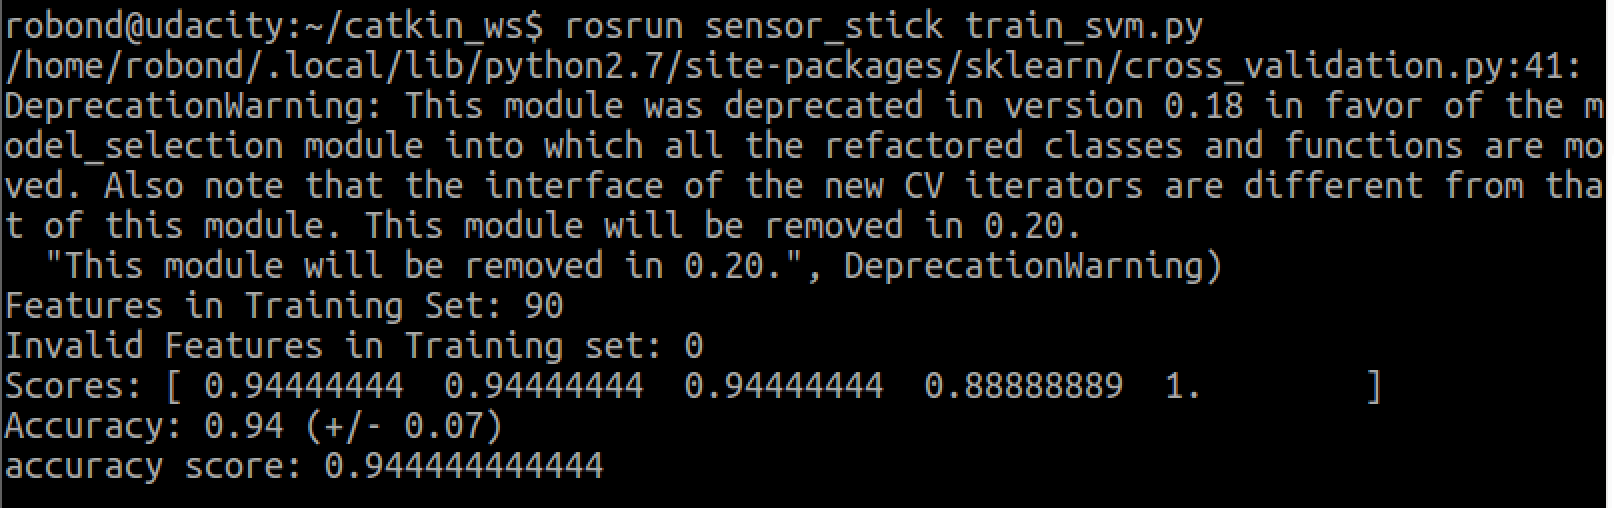 robond@udacity:~/catkin_ws$ rosrun sensor_stick train_svm.py
/home/robond/.local/lib/python2.7/site-packages/sklearn/cross_validation.py:41:
DeprecationWarning: This module was deprecated in version 0.18 in favor of the m
odel_selection module into which all the refactored classes and functions are mo
ved. Also note that the interface of the new CV iterators are different from tha
t of this module. This module will be removed in 0.20.
  "This module will be removed in 0.20.", DeprecationWarning)
Features in Training Set: 90
Invalid Features in Training set: 0
Scores: [ 0.94444444  0.94444444  0.94444444  0.88888889  1.        ]
Accuracy: 0.94 (+/- 0.07)
accuracy score: 0.944444444444